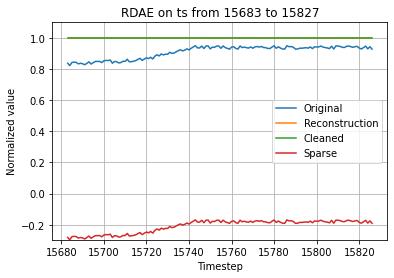 RDAE on ts from 15683 to 15827
Normalized value
1.0
0.8
0.6
0.4
0.2
0.0
−0.2
Original
Reconstruction
Cleaned
Sparse
15680 15700 15720 15740 15760 15780 15800 15820
Timestep